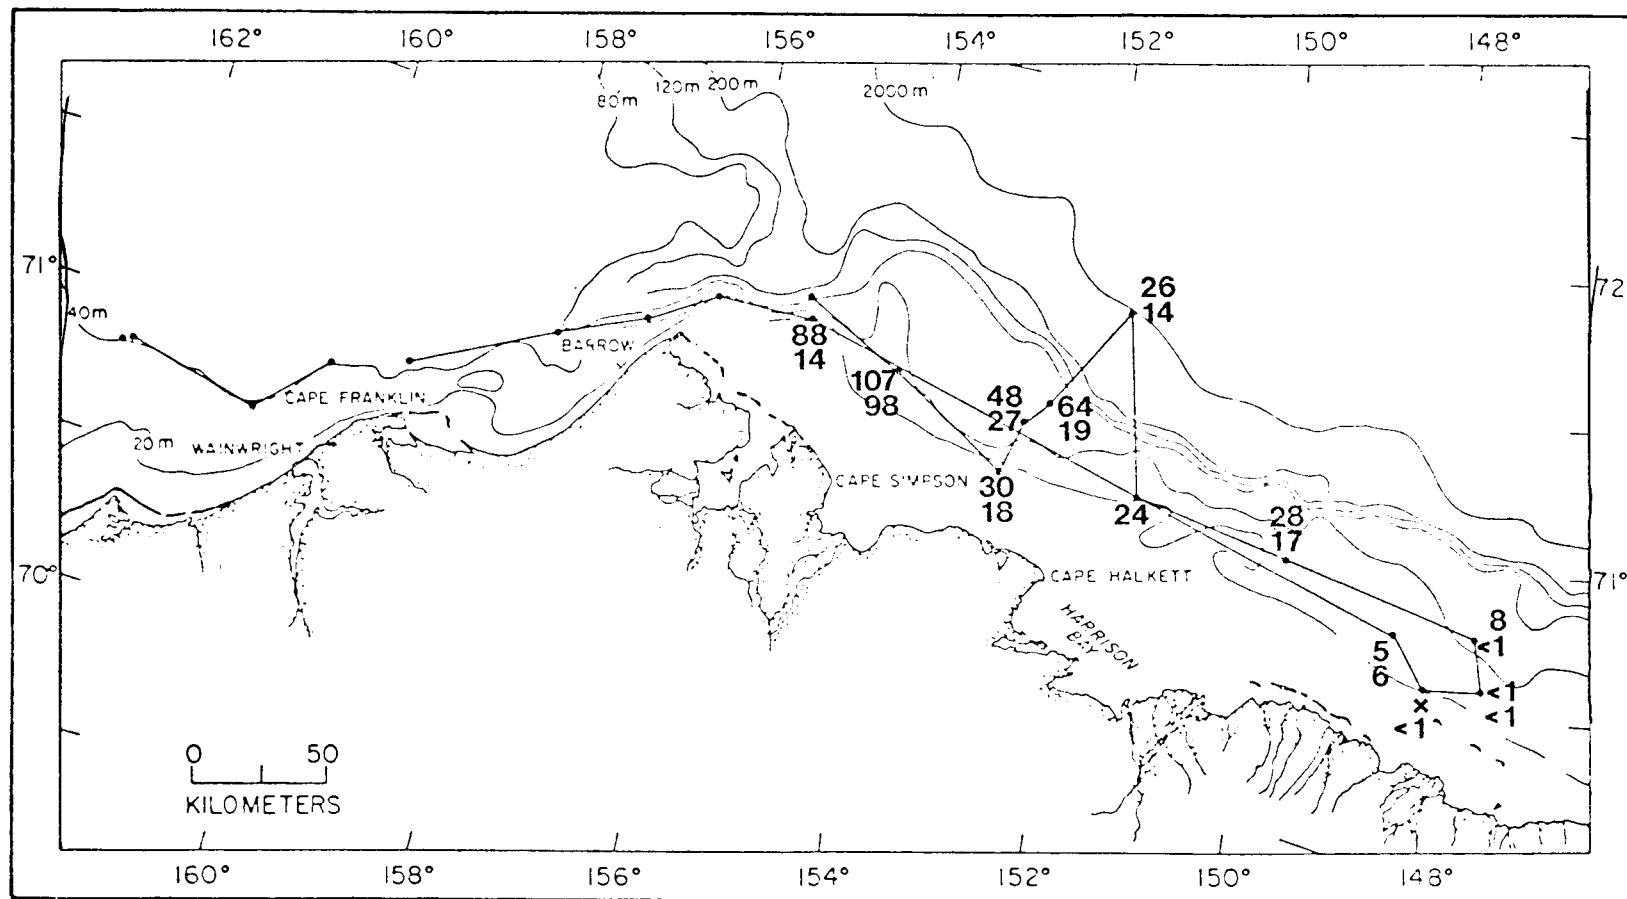 162° 160° 158° 156° 154° 152° 150° 148°
80m 120m 200m 2000m
71° 72
40m
26
14
BARROW
88
14
CAPE FRANKLIN
107
98
48
27
64
19
20m WAINWRIGHT
CAPE SIMPSON
30
18
24
28
17
70° 71°
CAPE HALKETT
HARRISON
BAY
8
<1
5
6
<1
<1
×
<1
0 50
KILOMETERS
160° 158° 156° 154° 152° 150° 148°